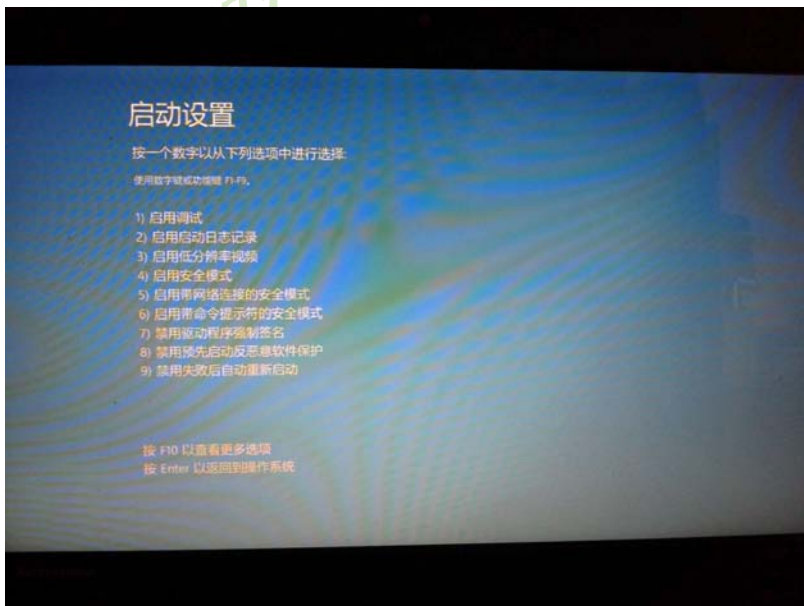 启动设置
按一个数字以从下列选项中进行选择:
使用数字键或功能键 F1-F9。
1) 启用调试
2) 启用启动日志记录
3) 启用低分辨率视频
4) 启用安全模式
5) 启用带网络连接的安全模式
6) 启用带命令提示符的安全模式
7) 禁用驱动程序强制签名
8) 禁用预先启动反恶意软件保护
9) 禁用失败后自动重新启动
按 F10 以查看更多选项
按 Enter 以返回到操作系统